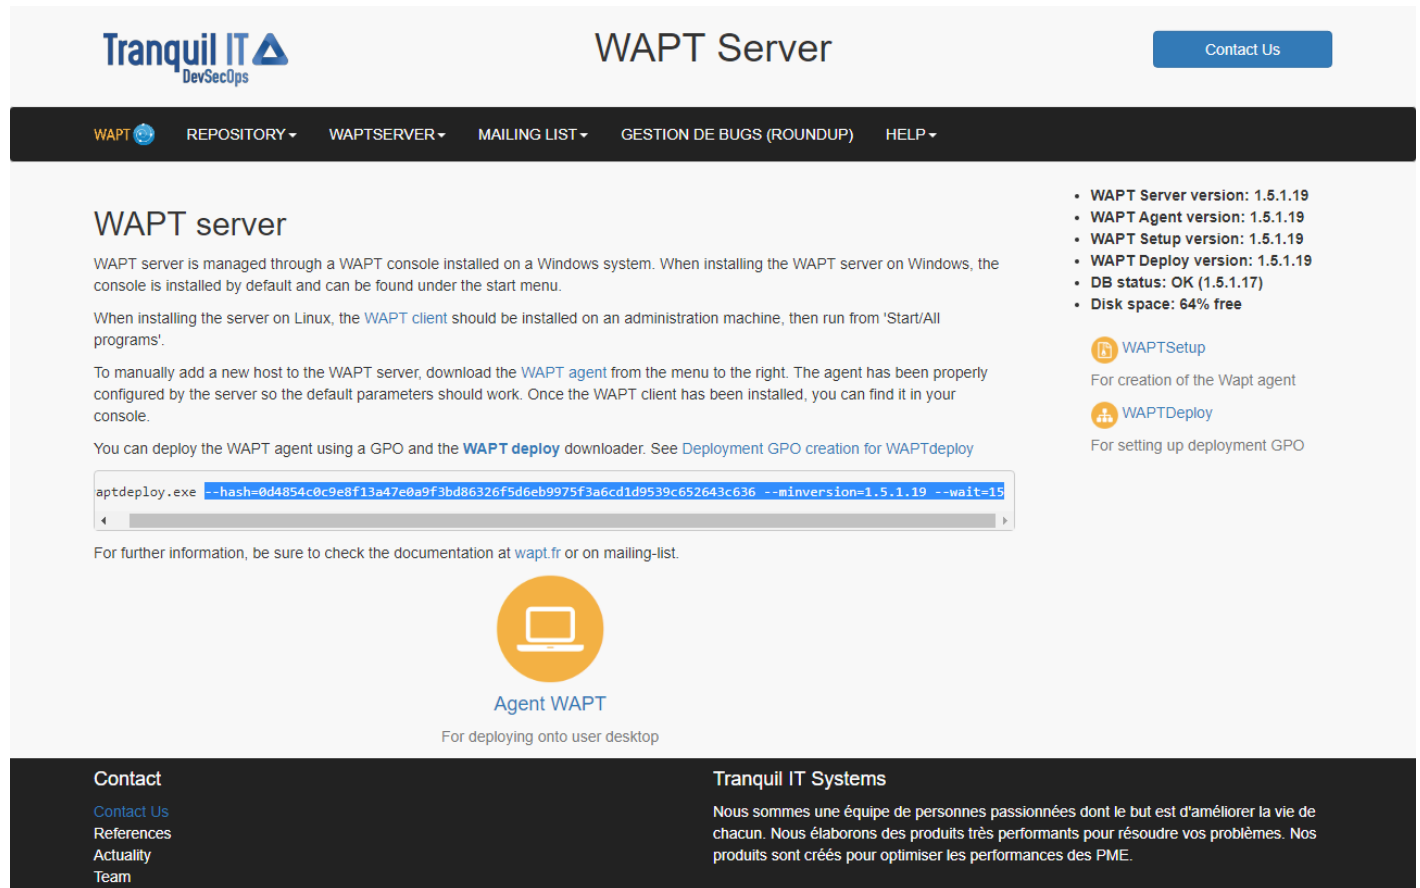 Tranquil IT
DevSecOps
WAPT Server
Contact Us
WAPT
REPOSITORY
WAPTSERVER
MAILING LIST
GESTION DE BUGS (ROUNDUP)
HELP
WAPT server
WAPT server is managed through a WAPT console installed on a Windows system. When installing the WAPT server on Windows, the
console is installed by default and can be found under the start menu.
When installing the server on Linux, the WAPT client should be installed on an administration machine, then run from 'Start/All
programs'.
To manually add a new host to the WAPT server, download the WAPT agent from the menu to the right. The agent has been properly
configured by the server so the default parameters should work. Once the WAPT client has been installed, you can find it in your
console.
You can deploy the WAPT agent using a GPO and the WAPT deploy downloader. See Deployment GPO creation for WAPTdeploy
aptdeploy.exe --hash=0d4854c0c9e8f13a47e0a9f3bd86326f5d6eb9975f3a6cd1d9539c652643c636 --minversion=1.5.1.19 --wait=15
For further information, be sure to check the documentation at wapt.fr or on mailing-list.
Agent WAPT
For deploying onto user desktop
• WAPT Server version: 1.5.1.19
• WAPT Agent version: 1.5.1.19
• WAPT Setup version: 1.5.1.19
• WAPT Deploy version: 1.5.1.19
• DB status: OK (1.5.1.17)
• Disk space: 64% free
WAPTSetup
For creation of the Wapt agent
WAPTDeploy
For setting up deployment GPO
Contact
Contact Us
References
Actuality
Team
Tranquil IT Systems
Nous sommes une équipe de personnes passionnées dont le but est d'améliorer la vie de
chacun. Nous élaborons des produits très performants pour résoudre vos problèmes. Nos
produits sont créés pour optimiser les performances des PME.